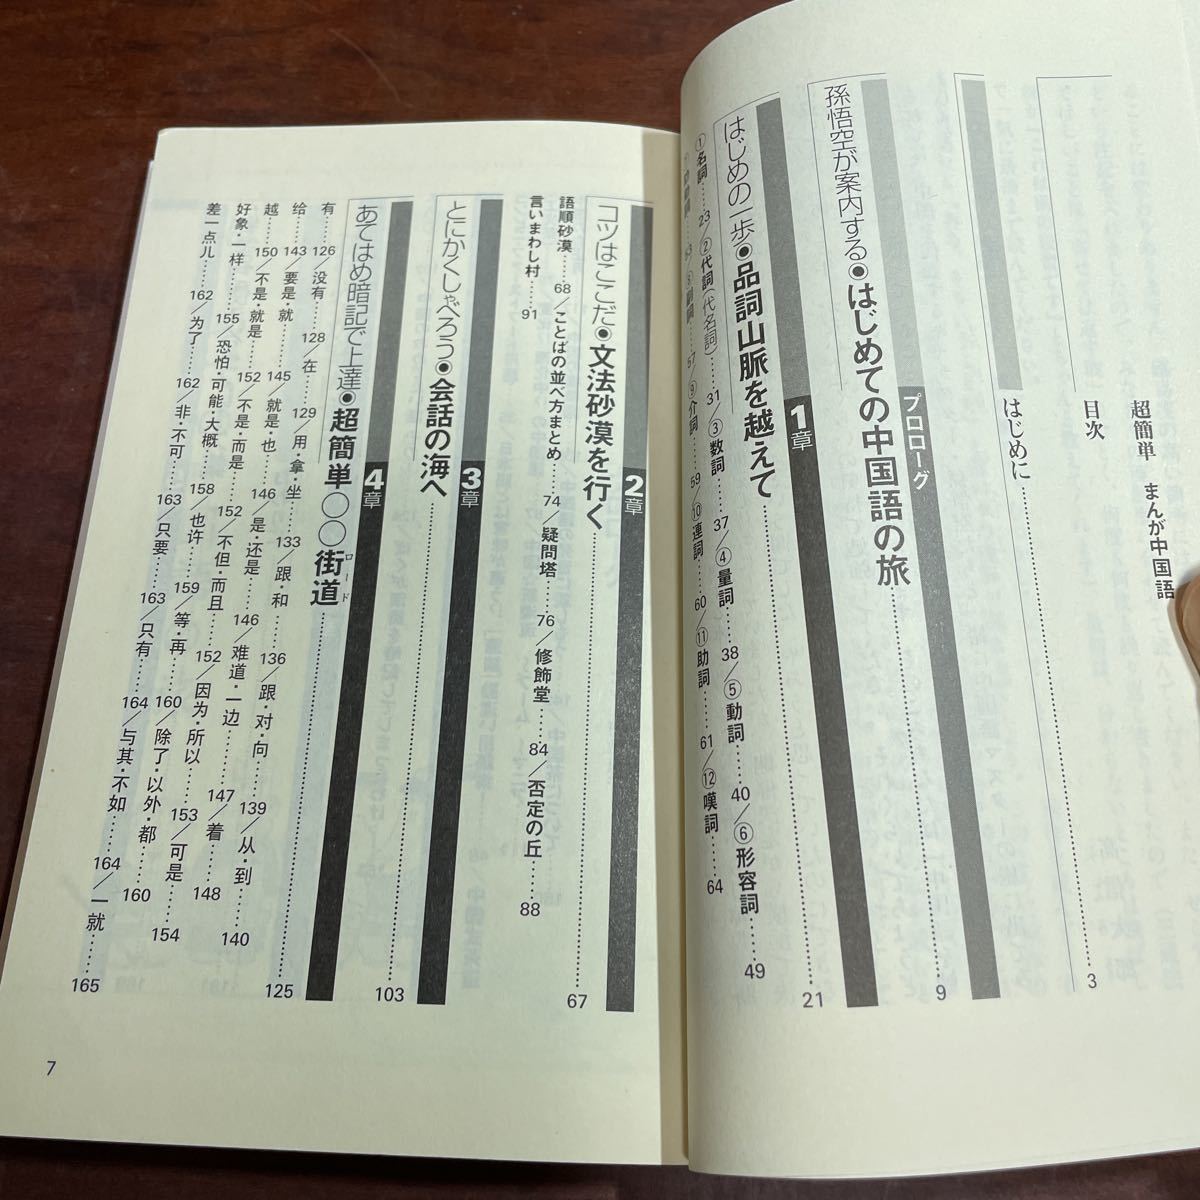 超簡単 まんが中国語
目次
はじめに……3
プロローグ
孫悟空が案内する●はじめての中国語の旅……9
1章
はじめの一歩●品詞山脈を越えて……21
①名詞……23 ②代詞(代名詞)……31/③数詞……37/④量詞……38/⑤動詞……40/⑥形容詞……49
57/⑨介詞……59/⑩連詞……60/⑪助詞……61/⑫嘆詞……64
2章
コツはここだ●文法砂漠を行く……67
語順砂漠……68/ことばの並べ方まとめ……74/疑問塔……76/修飾堂……84/否定の丘……88
言いまわし村……91
3章
とにかくしゃべろう●会話の海へ……103
4章
あてはめ暗記で上達●超簡単○○街道……125
ロード
有……126/没有……128/在……129/用・拿・坐……133/跟・和……136/跟・对・向……139/从・到……140
给……143/要是・就……145/就是・也……146/是・还是……146/难道・一边……147/着……148
越……150/不是・就是……152/不是・而是……152/不但・而且……152/因为・所以……153/可是……154
好象・一样……155/恐怕・可能・大概……158/也许……159/等・再……160/除了・以外・都……160
差一点儿……162/为了……162/非・不可……163/只要……163/只有……164/与其・不如……164/一就……165
7